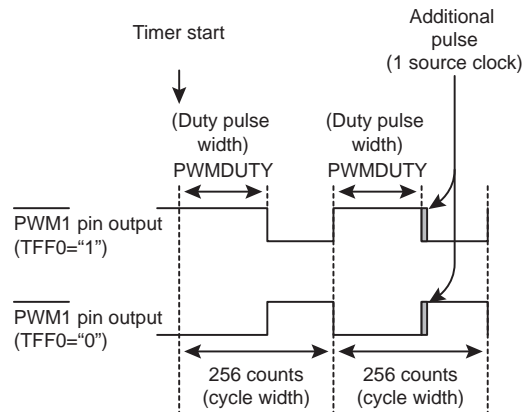 Timer start
Additional
pulse
(1 source clock)
(Duty pulse
width)
PWMDUTY
(Duty pulse
width)
PWMDUTY
PWM1 pin output
(TFF0=“1”)
PWM1 pin output
(TFF0=“0”)
256 counts
(cycle width)
256 counts
(cycle width)